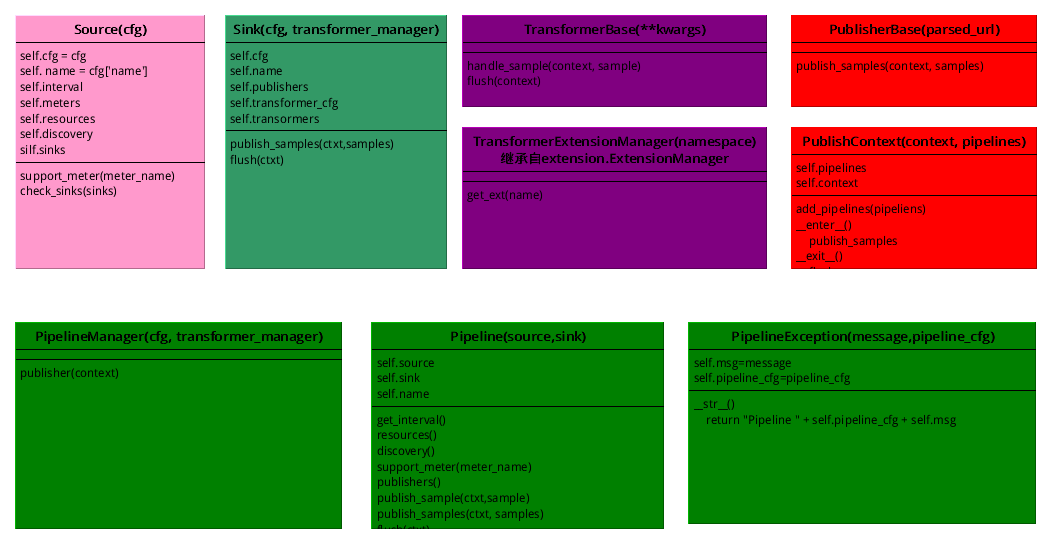 Source(cfg)
self.cfg = cfg
self. name = cfg['name']
self.interval
self.meters
self.resources
self.discovery
silf.sinks
support_meter(meter_name)
check_sinks(sinks)
Sink(cfg, transformer_manager)
self.cfg
self.name
self.publishers
self.transformer_cfg
self.transormers
publish_samples(ctxt,samples)
flush(ctxt)
TransformerBase(**kwargs)
handle_sample(context, sample)
flush(context)
TransformerExtensionManager(namespace)
继承自extension.ExtensionManager
get_ext(name)
PublisherBase(parsed_url)
publish_samples(context, samples)
PublishContext(context, pipelines)
self.pipelines
self.context
add_pipelines(pipeliens)
__enter__()
publish_samples
__exit__()
PipelineManager(cfg, transformer_manager)
publisher(context)
Pipeline(source,sink)
self.source
self.sink
self.name
get_interval()
resources()
discovery()
support_meter(meter_name)
publishers()
publish_sample(ctxt,sample)
publish_samples(ctxt, samples)
flush(ctxt)
PipelineException(message,pipeline_cfg)
self.msg=message
self.pipeline_cfg=pipeline_cfg
__str__()
return "Pipeline " + self.pipeline_cfg + self.msg